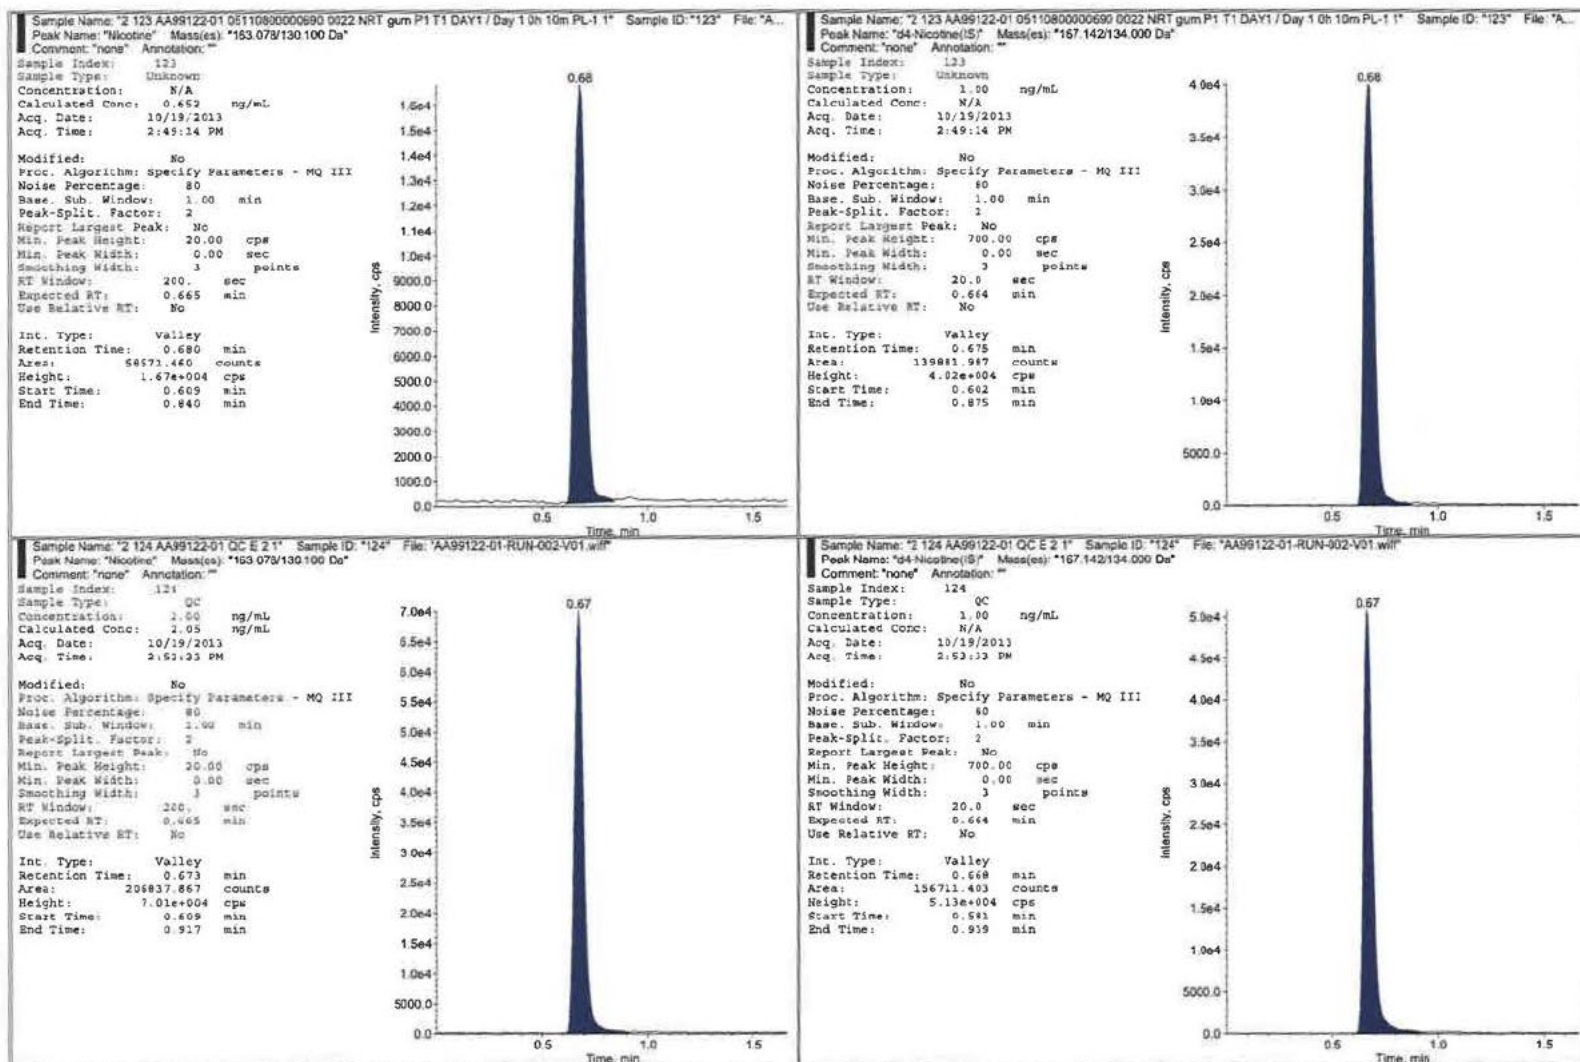 Sample Name: "2 123 AA99122-01 05110800000690 0022 NRT gum P1 T1 DAY1 / Day 1 0h 10m PL-1 1" Sample ID: "123" File: "A...
Peak Name: "Nicotine" Mass(es): "163.078/130.100 Da"
Comment: "none" Annotation: ""
Sample Index: 123
Sample Type: Unknown
Concentration: N/A
Calculated Conc: 0.652 ng/mL
Acq. Date: 10/19/2013
Acq. Time: 2:49:14 PM
Modified: No
Proc. Algorithm: Specify Parameters - MQ III
Noise Percentage: 80
Base. Sub. Window: 1.00 min
Peak-Split. Factor: 2
Report Largest Peak: No
Min. Peak Height: 20.00 cps
Min. Peak Width: 0.00 sec
Smoothing Width: 3 points
RT Window: 200. sec
Expected RT: 0.665 min
Use Relative RT: No
Int. Type: Valley
Retention Time: 0.680 min
Area: counts
Height: 1.67e+004 cps
Start Time: 0.609 min
End Time: 0.840 min
0.68
1.6e4
1.5e4
1.4e4
1.3e4
1.2e4
1.1e4
1.0e4
9000.0
8000.0
7000.0
6000.0
5000.0
4000.0
3000.0
2000.0
1000.0
0.0
Intensity, cps
0.5 1.0 1.5
Time, min
Sample Name: "2 123 AA99122-01 05110800000690 0022 NRT gum P1 T1 DAY1 / Day 1 0h 10m PL-1 1" Sample ID: "123" File: "A...
Peak Name: "d4-Nicotine(IS)" Mass(es): "167.142/134.000 Da"
Comment: "none" Annotation: ""
Sample Index: 123
Sample Type: Unknown
Concentration: 1.00 ng/mL
Calculated Conc: N/A
Acq. Date: 10/19/2013
Acq. Time: 2:49:14 PM
Modified: No
Proc. Algorithm: Specify Parameters - MQ III
Noise Percentage: 80
Base. Sub. Window: 1.00 min
Peak-Split. Factor: 2
Report Largest Peak: No
Min. Peak Height: 700.00 cps
Min. Peak Width: 0.00 sec
Smoothing Width: 3 points
RT Window: 20.0 sec
Expected RT: 0.664 min
Use Relative RT: No
Int. Type: Valley
Retention Time: 0.675 min
Area: 139881.987 counts
Height: 4.02e+004 cps
Start Time: 0.602 min
End Time: 0.875 min
0.68
4.0e4
3.5e4
3.0e4
2.5e4
2.0e4
1.5e4
1.0e4
5000.0
0.0
Intensity, cps
0.5 1.0 1.5
Time, min
Sample Name: "2 124 AA99122-01 QC E 2 1" Sample ID: "124" File: "AA99122-01-RUN-002-V01.wiff"
Peak Name: "Nicotine" Mass(es): "163.078/130.100 Da"
Comment: "none" Annotation: ""
Sample Index: 124
Sample Type: QC
Concentration: 2.00 ng/mL
Calculated Conc: 2.05 ng/mL
Acq. Date: 10/19/2013
Acq. Time: 2:53:33 PM
Modified: No
Proc. Algorithm: Specify Parameters - MQ III
Noise Percentage: 80
Base. Sub. Window: 1.00 min
Peak-Split. Factor: 2
Report Largest Peak: No
Min. Peak Height: 20.00 cps
Min. Peak Width: 0.00 sec
Smoothing Width: 3 points
RT Window: 200. sec
Expected RT: 0.665 min
Use Relative RT: No
Int. Type: Valley
Retention Time: 0.673 min
Area: 206837.867 counts
Height: 7.01e+004 cps
Start Time: 0.609 min
End Time: 0.917 min
0.67
7.0e4
6.5e4
6.0e4
5.5e4
5.0e4
4.5e4
4.0e4
3.5e4
3.0e4
2.5e4
2.0e4
1.5e4
1.0e4
5000.0
0.0
Intensity, cps
0.5 1.0 1.5
Time, min
Sample Name: "2 124 AA99122-01 QC E 2 1" Sample ID: "124" File: "AA99122-01-RUN-002-V01.wiff"
Peak Name: "d4-Nicotine(IS)" Mass(es): "167.142/134.000 Da"
Comment: "none" Annotation: ""
Sample Index: 124
Sample Type: QC
Concentration: 1.00 ng/mL
Calculated Conc: N/A
Acq. Date: 10/19/2013
Acq. Time: 2:53:33 PM
Modified: No
Proc. Algorithm: Specify Parameters - MQ III
Noise Percentage: 80
Base. Sub. Window: 1.00 min
Peak-Split. Factor: 2
Report Largest Peak: No
Min. Peak Height: 700.00 cps
Min. Peak Width: 0.00 sec
Smoothing Width: 3 points
RT Window: 20.0 sec
Expected RT: 0.664 min
Use Relative RT: No
Int. Type: Valley
Retention Time: 0.668 min
Area: 156711.403 counts
Height: 5.13e+004 cps
Start Time: min
End Time: 0.939 min
0.67
5.0e4
4.5e4
4.0e4
3.5e4
3.0e4
2.5e4
2.0e4
1.5e4
1.0e4
5000.0
0.0
Intensity, cps
0.5 1.0 1.5
Time, min